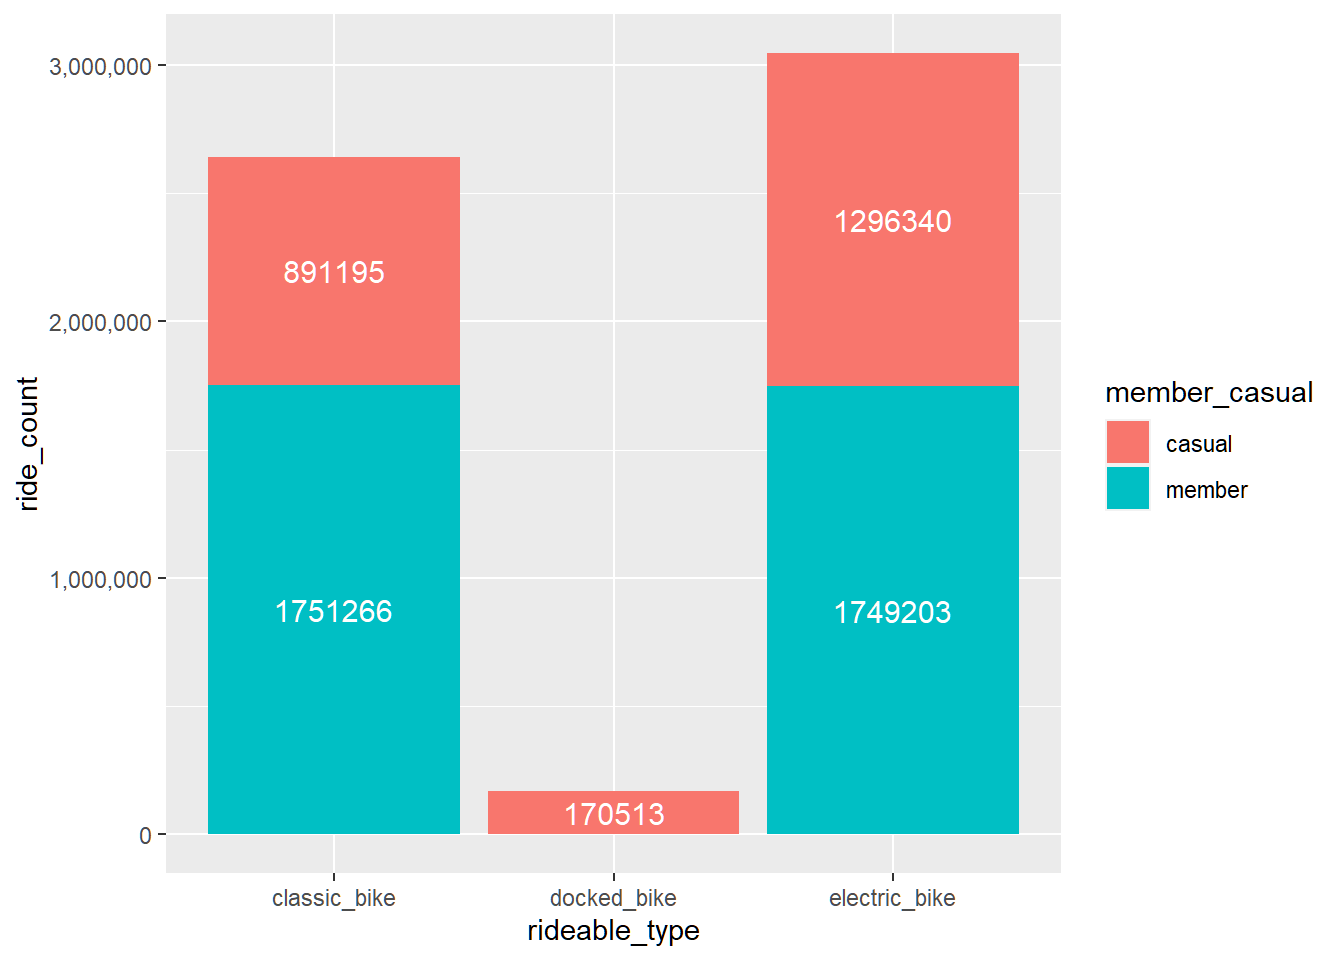 3,000,000
2,000,000
1,000,000
0
ride_count
891195
1751266
170513
1296340
1749203
classic_bike
docked_bike
electric_bike
rideable_type
member_casual
casual
member